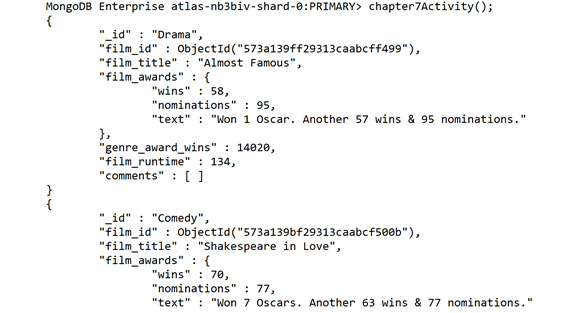 MongoDB Enterprise atlas-nb3biv-shard-0:PRIMARY> chapter7Activity();
{
"_id" : "Drama",
"film_id" : ObjectId("573a139ff29313caabcff499"),
"film_title" : "Almost Famous",
"film_awards" : {
"wins" : 58,
"nominations" : 95,
"text" : "Won 1 Oscar. Another 57 wins & 95 nominations."
},
"genre_award_wins" : 14020,
"film_runtime" : 134,
"comments" : [ ]
}
{
"_id" : "Comedy",
"film_id" : ObjectId("573a139bf29313caabcf500b"),
"film_title" : "Shakespeare in Love",
"film_awards" : {
"wins" : 70,
"nominations" : 77,
"text" : "Won 7 Oscars. Another 63 wins & 77 nominations."